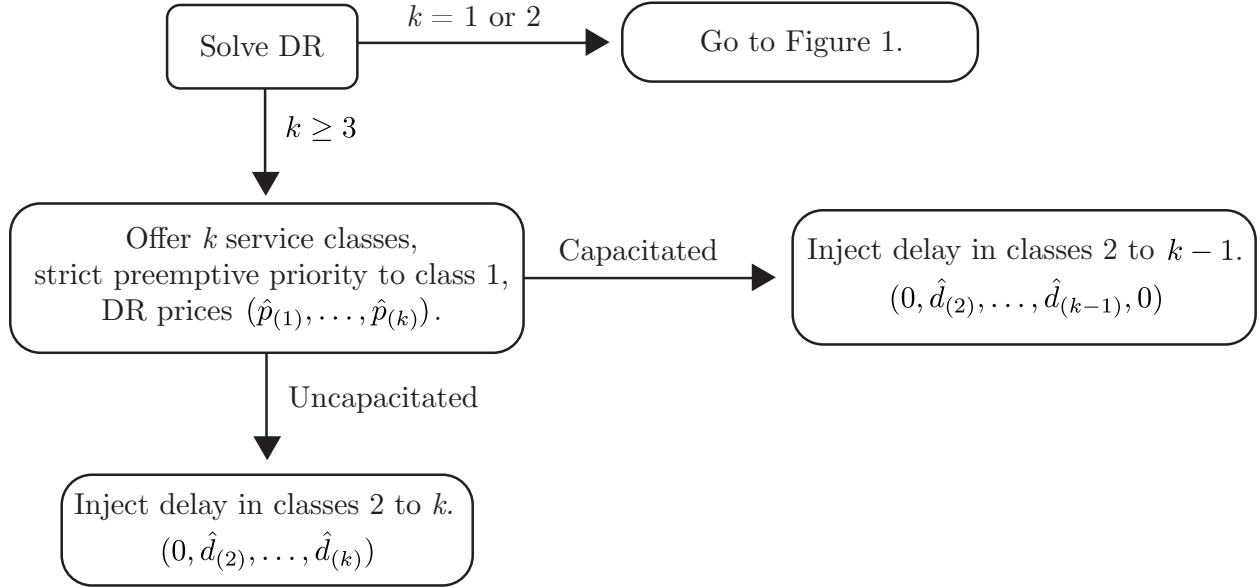 Solve DR
k = 1 or 2
Go to Figure 1.
k ≥ 3
Offer k service classes,
strict preemptive priority to class 1,
DR prices (p̂₍₁₎, . . . , p̂₍ₖ₎).
Capacitated
Inject delay in classes 2 to k − 1.
(0, d̂₍₂₎, . . . , d̂₍ₖ₋₁₎, 0)
Uncapacitated
Inject delay in classes 2 to k.
(0, d̂₍₂₎, . . . , d̂₍ₖ₎)